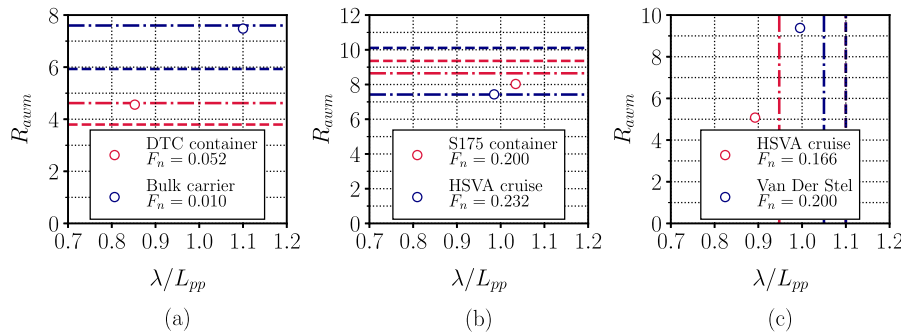 8
6
4
2
0
R_{awm}
DTC container
F_n = 0.052
Bulk carrier
F_n = 0.010
0.7 0.8 0.9 1.0 1.1 1.2
λ/L_{pp}
(a)
12
10
8
6
4
2
0
R_{awm}
S175 container
F_n = 0.200
HSVA cruise
F_n = 0.232
0.7 0.8 0.9 1.0 1.1 1.2
λ/L_{pp}
(b)
10
8
6
4
2
0
R_{awm}
HSVA cruise
F_n = 0.166
Van Der Stel
F_n = 0.200
0.7 0.8 0.9 1.0 1.1 1.2
λ/L_{pp}
(c)